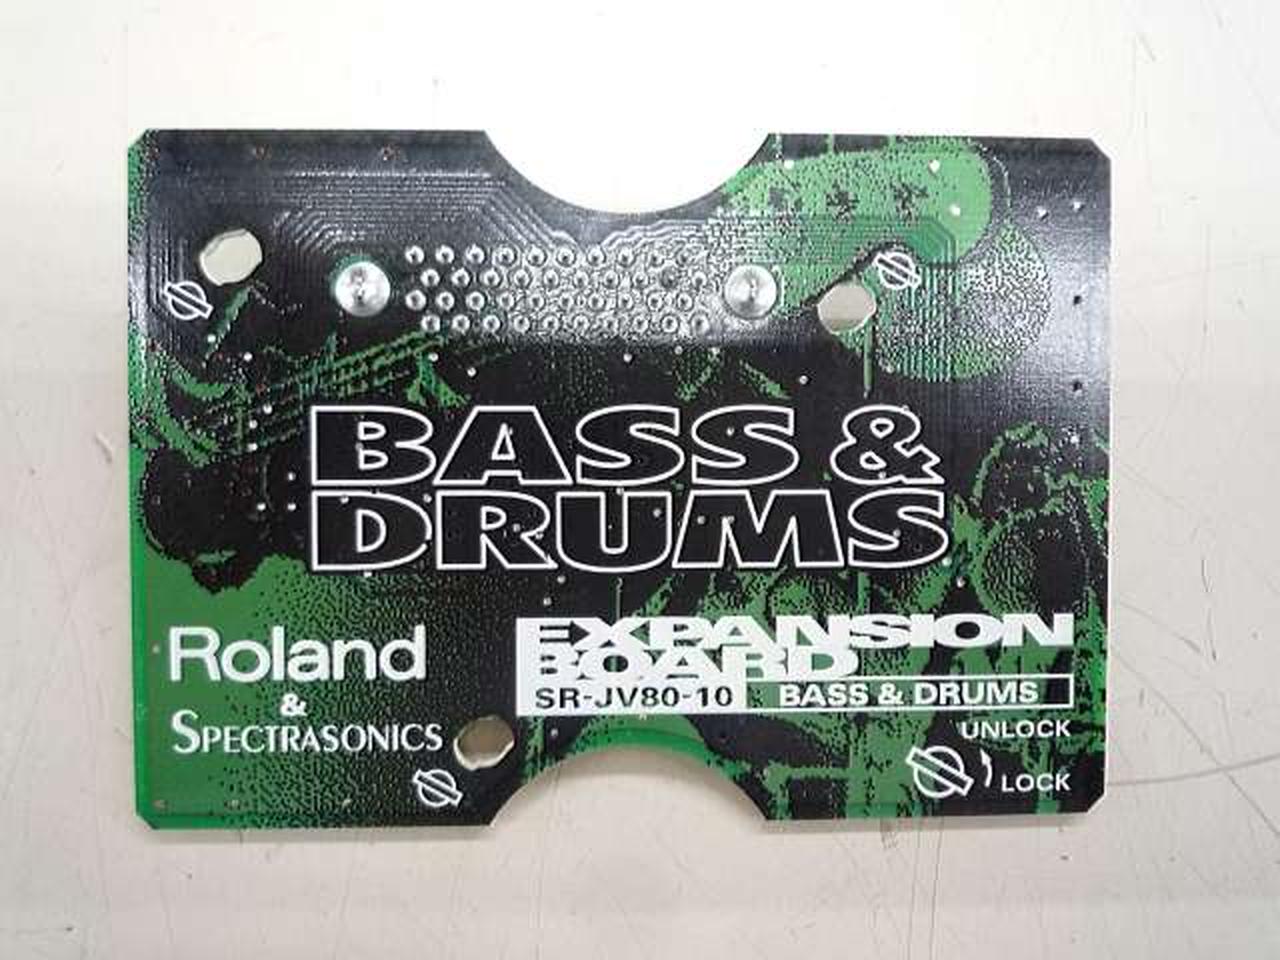 BASS &
DRUMS
Roland
&
SPECTRASONICS
EXPANSION
BOARD
SR-JV80-10 BASS & DRUMS
UNLOCK
LOCK